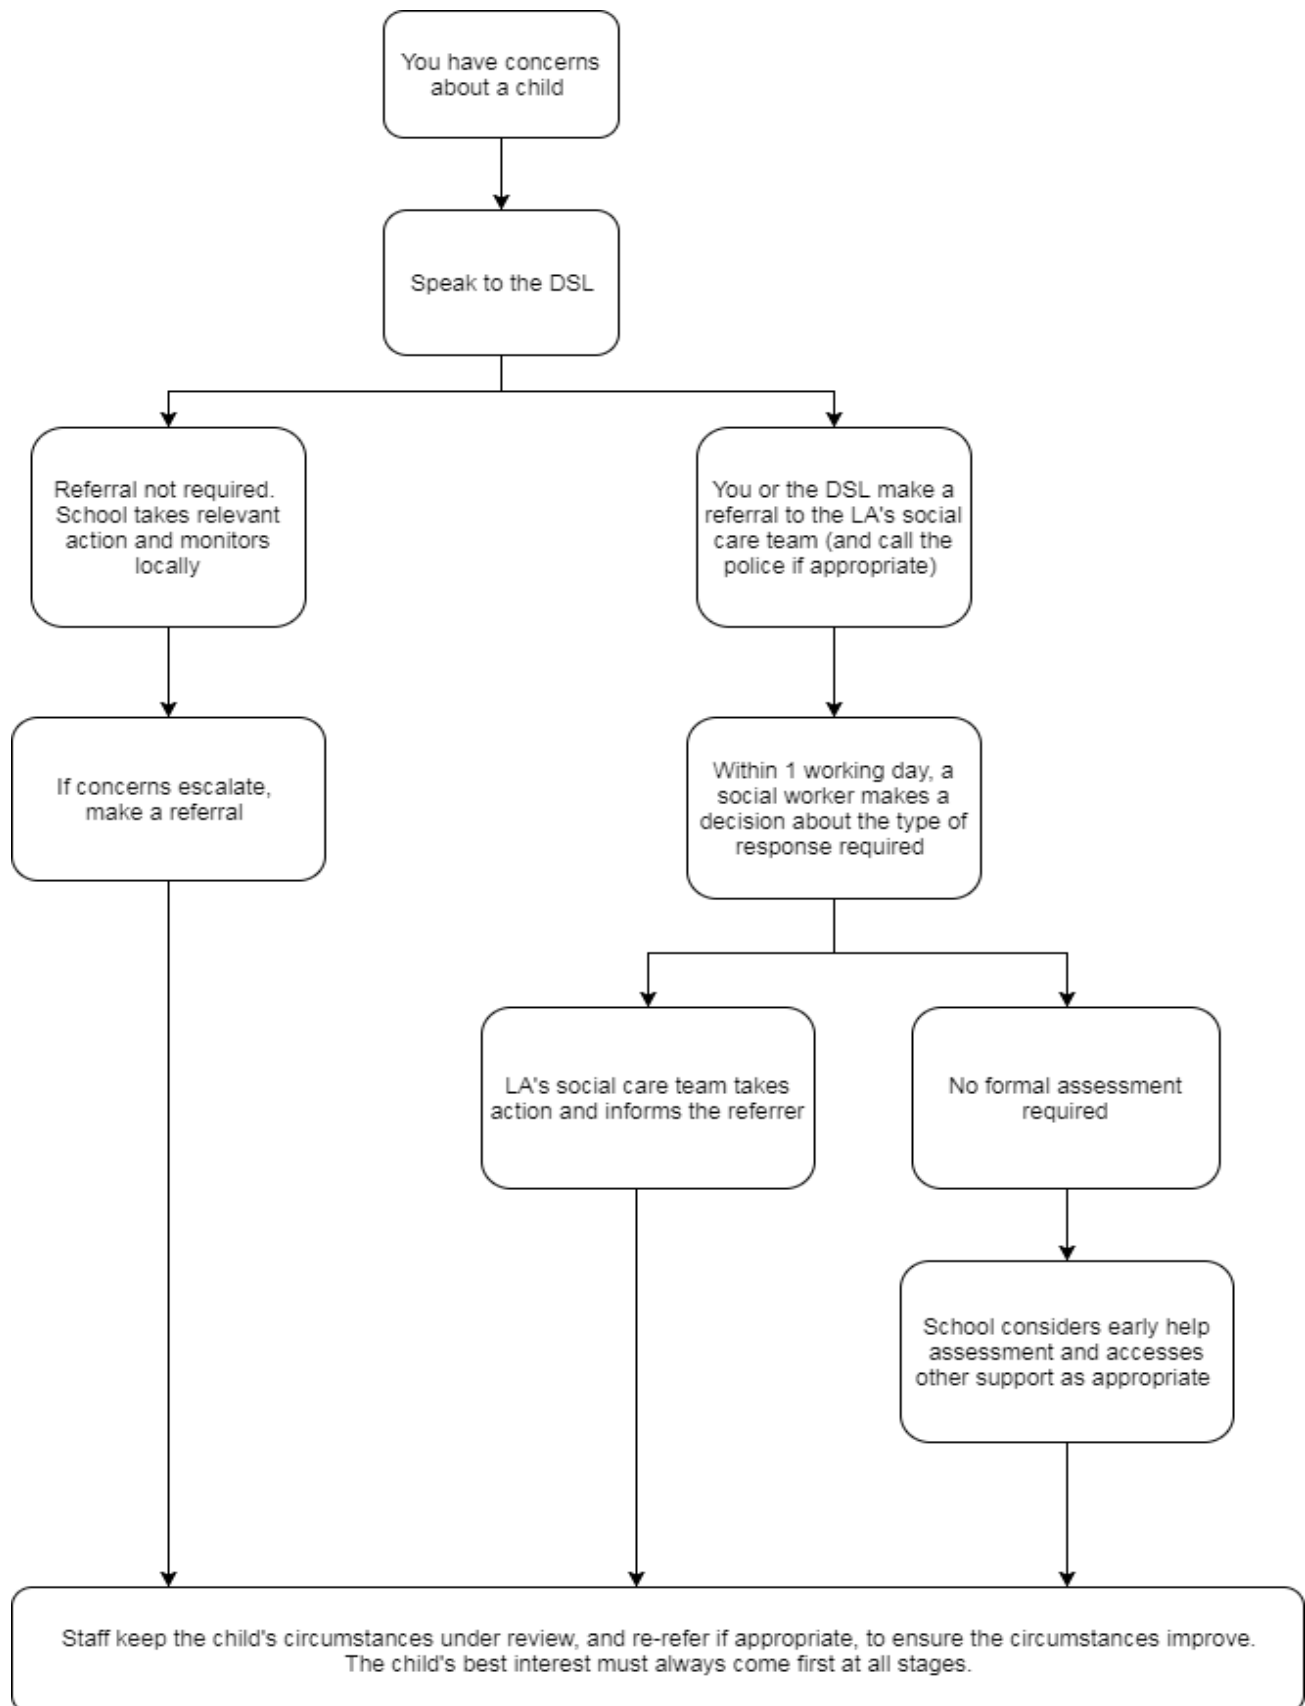 You have concerns
about a child
Speak to the DSL
Referral not required.
School takes relevant
action and monitors
locally
You or the DSL make a
referral to the LA's social
care team (and call the
police if appropriate)
If concerns escalate,
make a referral
Within 1 working day, a
social worker makes a
decision about the type of
response required
LA's social care team takes
action and informs the referrer
No formal assessment
required
School considers early help
assessment and accesses
other support as appropriate
Staff keep the child's circumstances under review, and re-refer if appropriate, to ensure the circumstances improve.
The child's best interest must always come first at all stages.